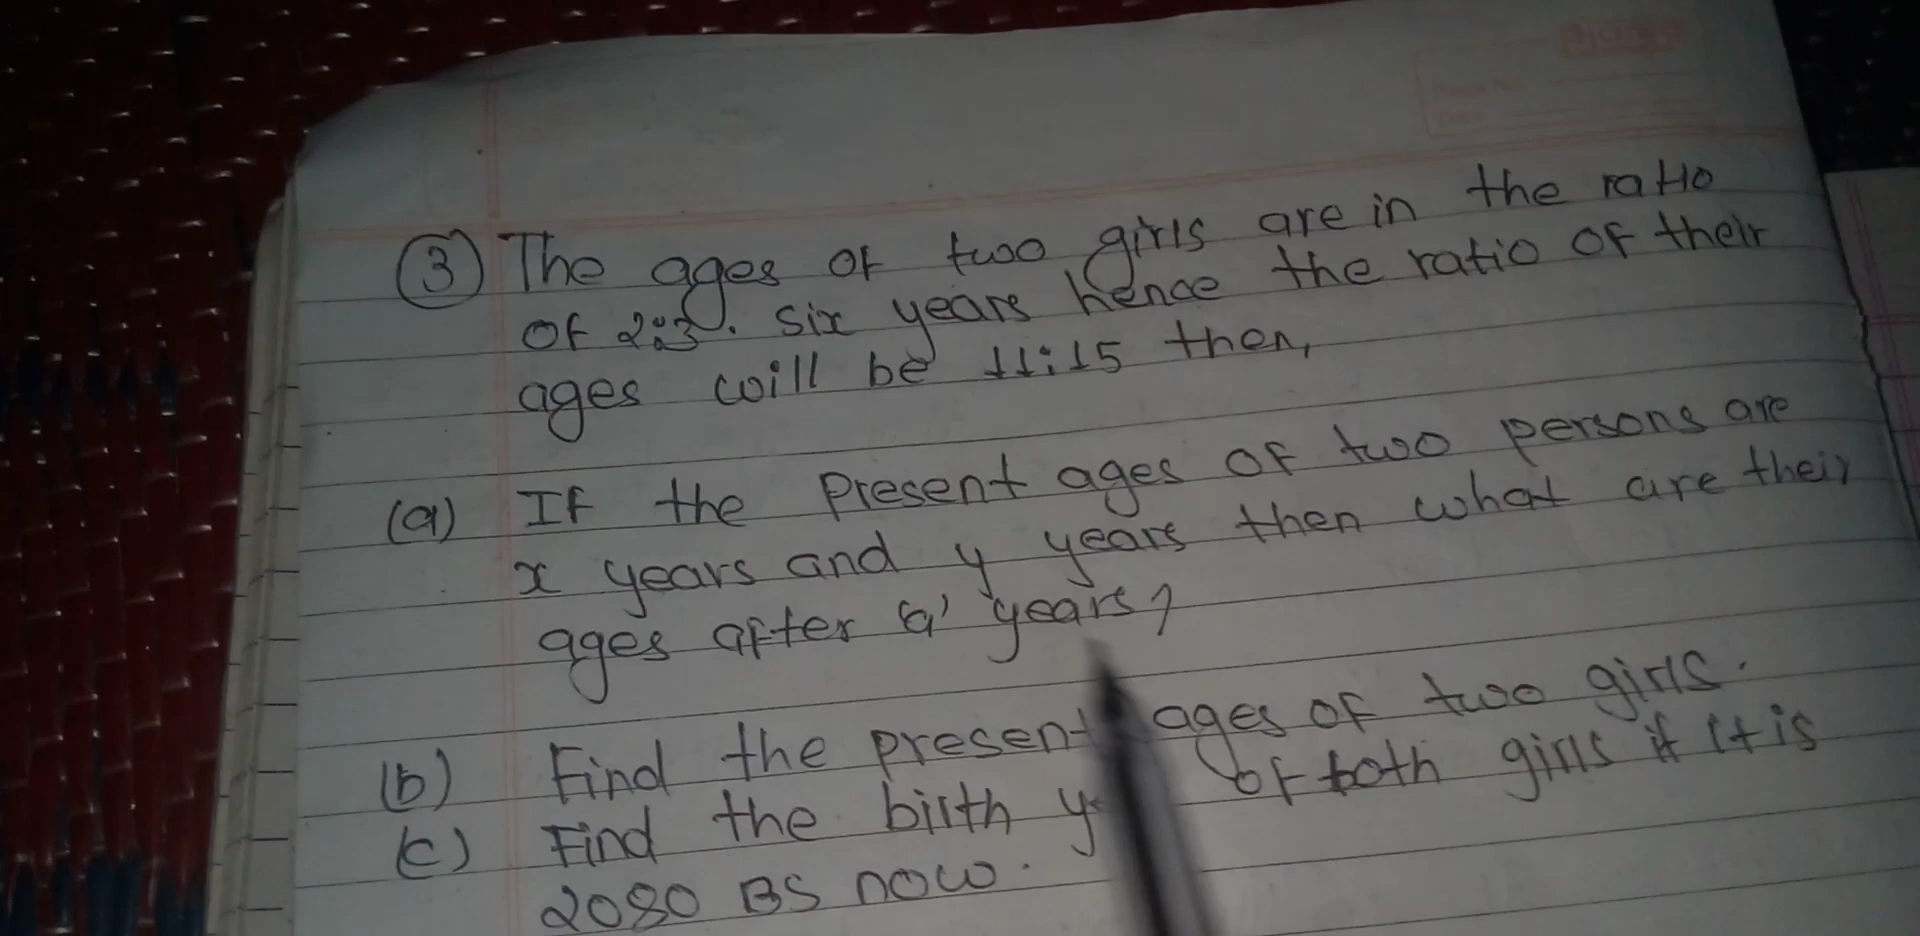 ③ The ages of two girls are in the ratio
of 2:3. six years hence the ratio of their
ages will be 11:15 then,
(a) If the present ages of two persons are
x years and y years then what are their
ages after 'a' years?
(b) Find the present ages of two girls.
(c) Find the birth of both girls if it is
2080 BS now.